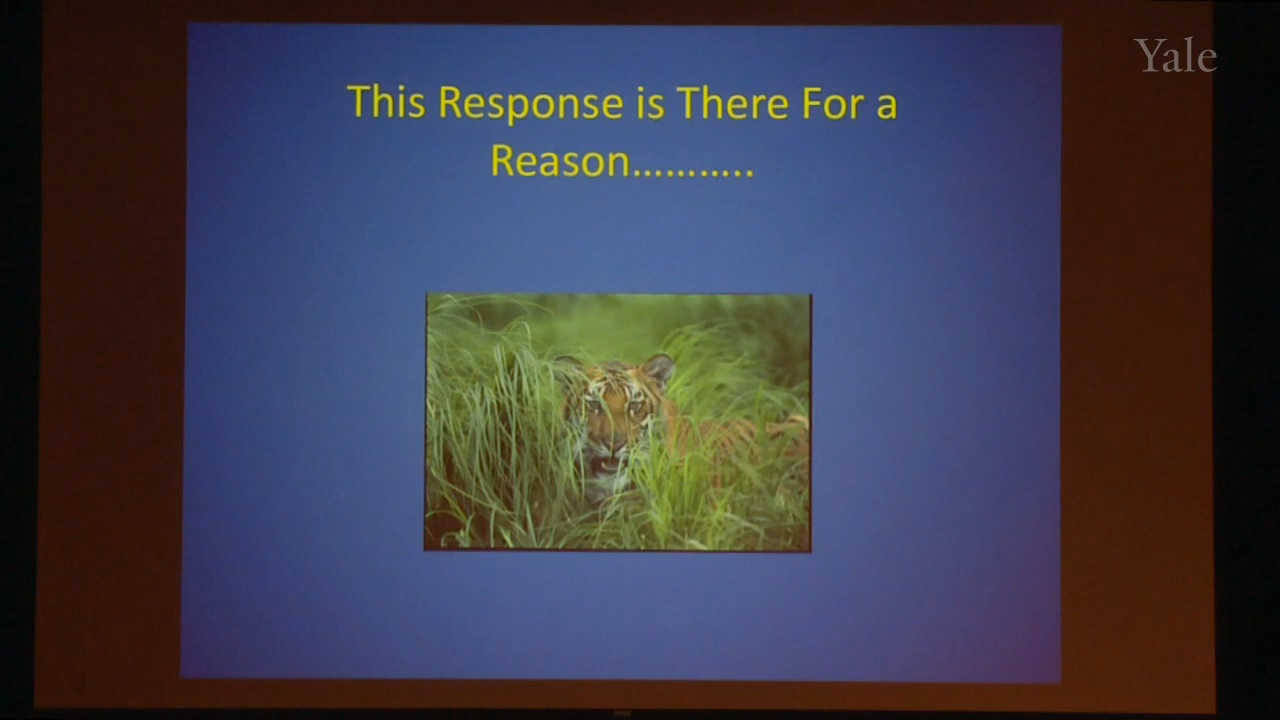 Yale
This Response is There For a
Reason………..